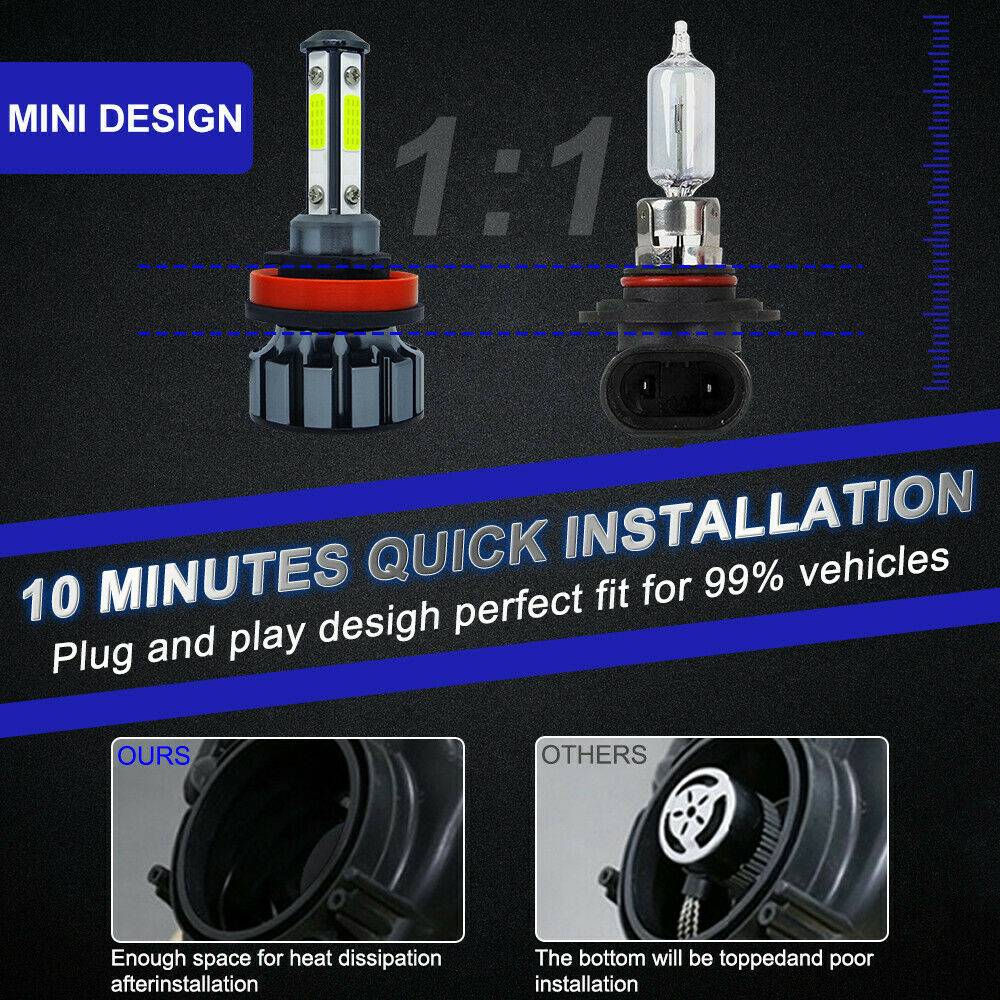 MINI DESIGN
1:1
10 MINUTES QUICK INSTALLATION
Plug and play desigh perfect fit for 99% vehicles
OURS
OTHERS
Enough space for heat dissipation
afterinstallation
The bottom will be toppedand poor
installation